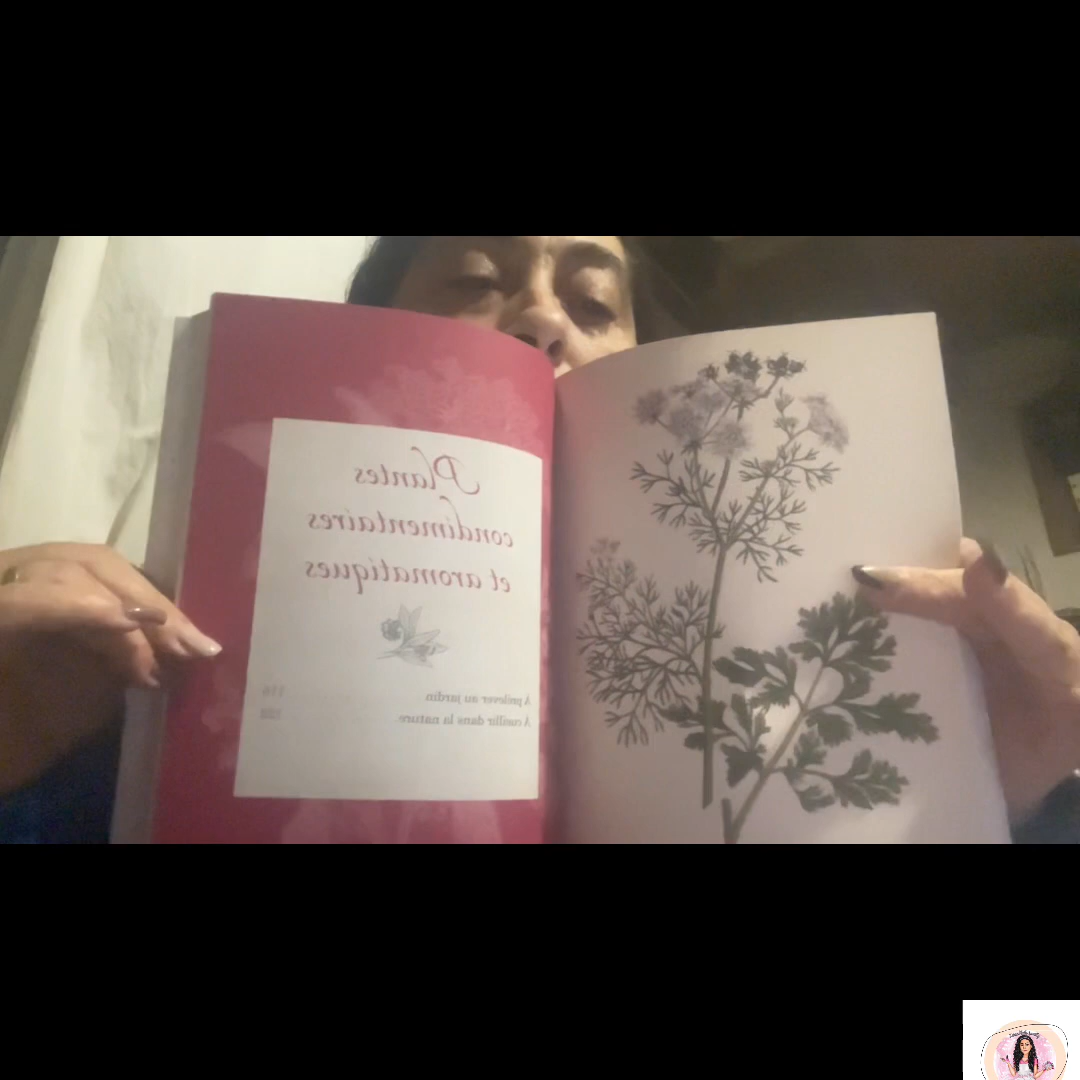 Plantes
condimentaires
et aromatiques
A prélever au jardin
A cueillir dans la nature